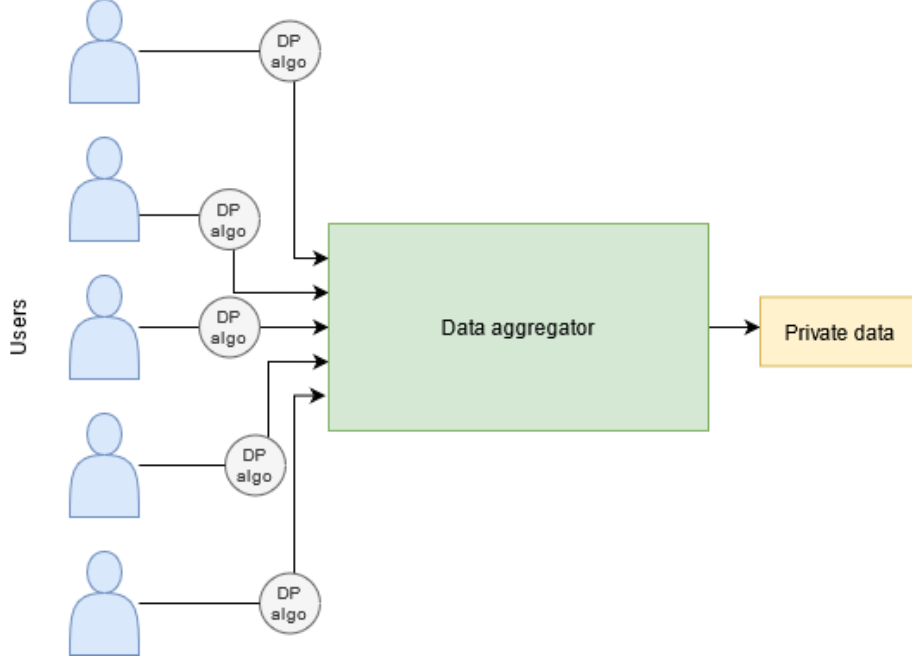 DP
algo
DP
algo
Users
DP
algo
Data aggregator
Private data
DP
algo
DP
algo